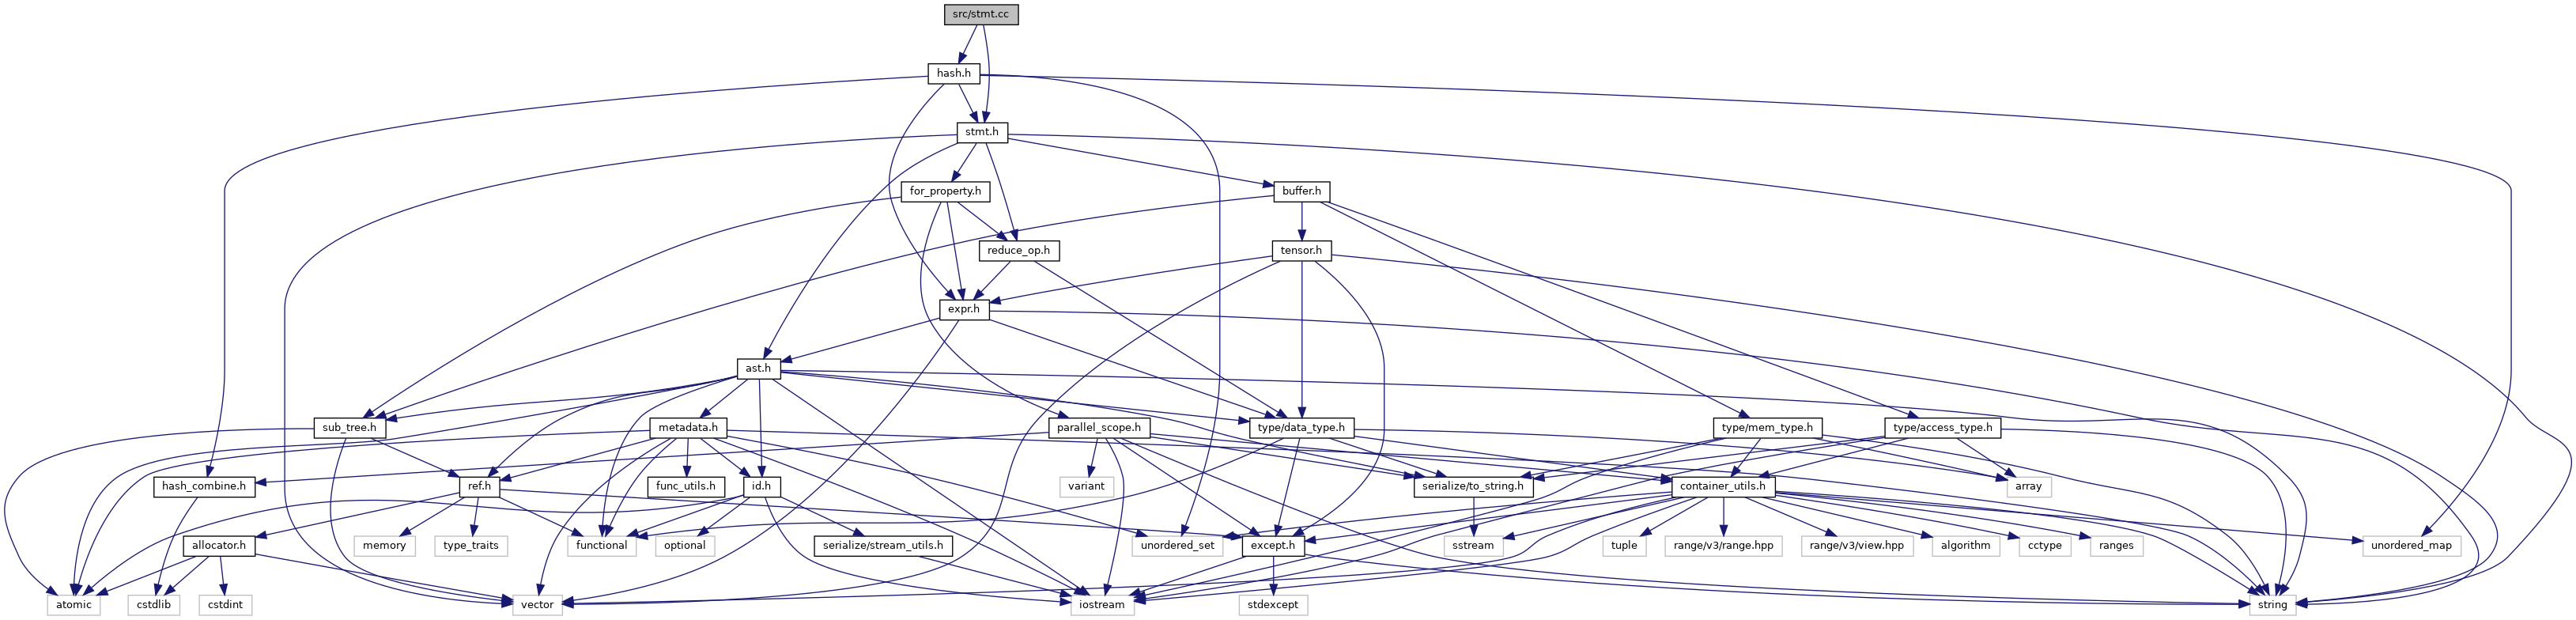 src/stmt.cc
hash.h
stmt.h
for_property.h
buffer.h
reduce_op.h
tensor.h
expr.h
ast.h
sub_tree.h
metadata.h
parallel_scope.h
type/data_type.h
type/mem_type.h
type/access_type.h
hash_combine.h
ref.h
func_utils.h
id.h
variant
serialize/to_string.h
container_utils.h
array
allocator.h
memory
type_traits
functional
optional
serialize/stream_utils.h
unordered_set
except.h
sstream
tuple
range/v3/range.hpp
range/v3/view.hpp
algorithm
cctype
ranges
unordered_map
atomic
cstdlib
cstdint
vector
iostream
stdexcept
string